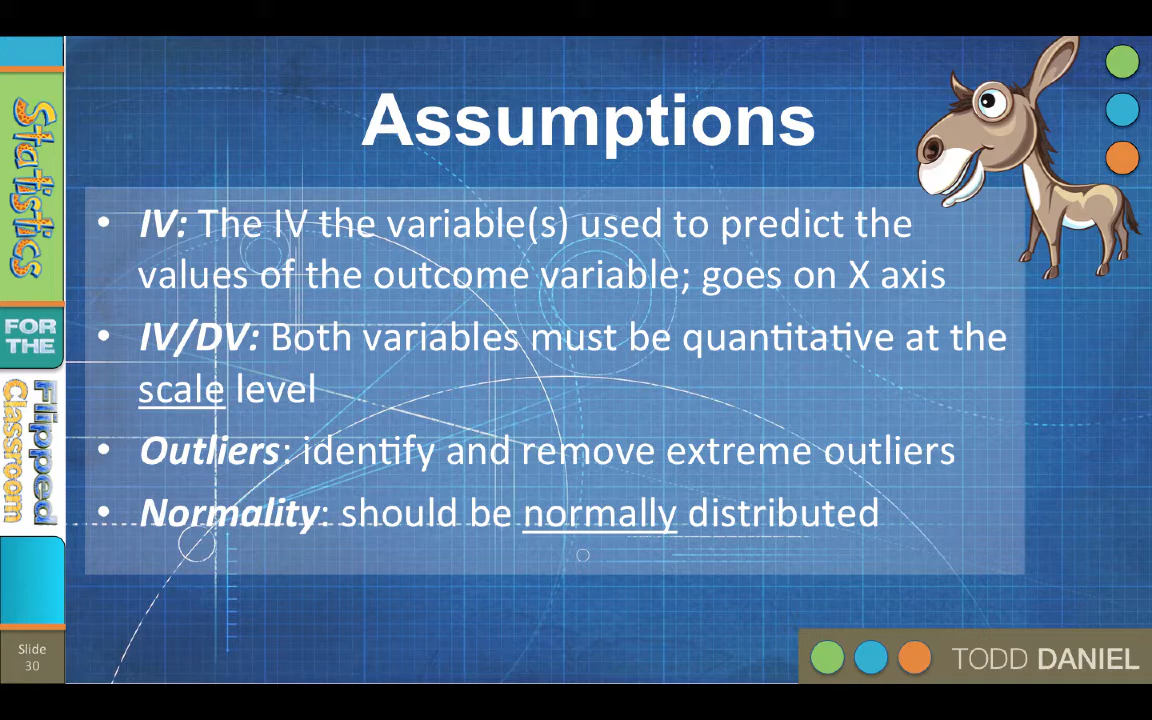 Assumptions
• IV: The IV the variable(s) used to predict the
values of the outcome variable; goes on X axis
• IV/DV: Both variables must be quantitative at the
scale level
• Outliers: identify and remove extreme outliers
• Normality: should be normally distributed
Statistics
FOR
THE
Flipped
Classroom
Slide
30
TODD DANIEL